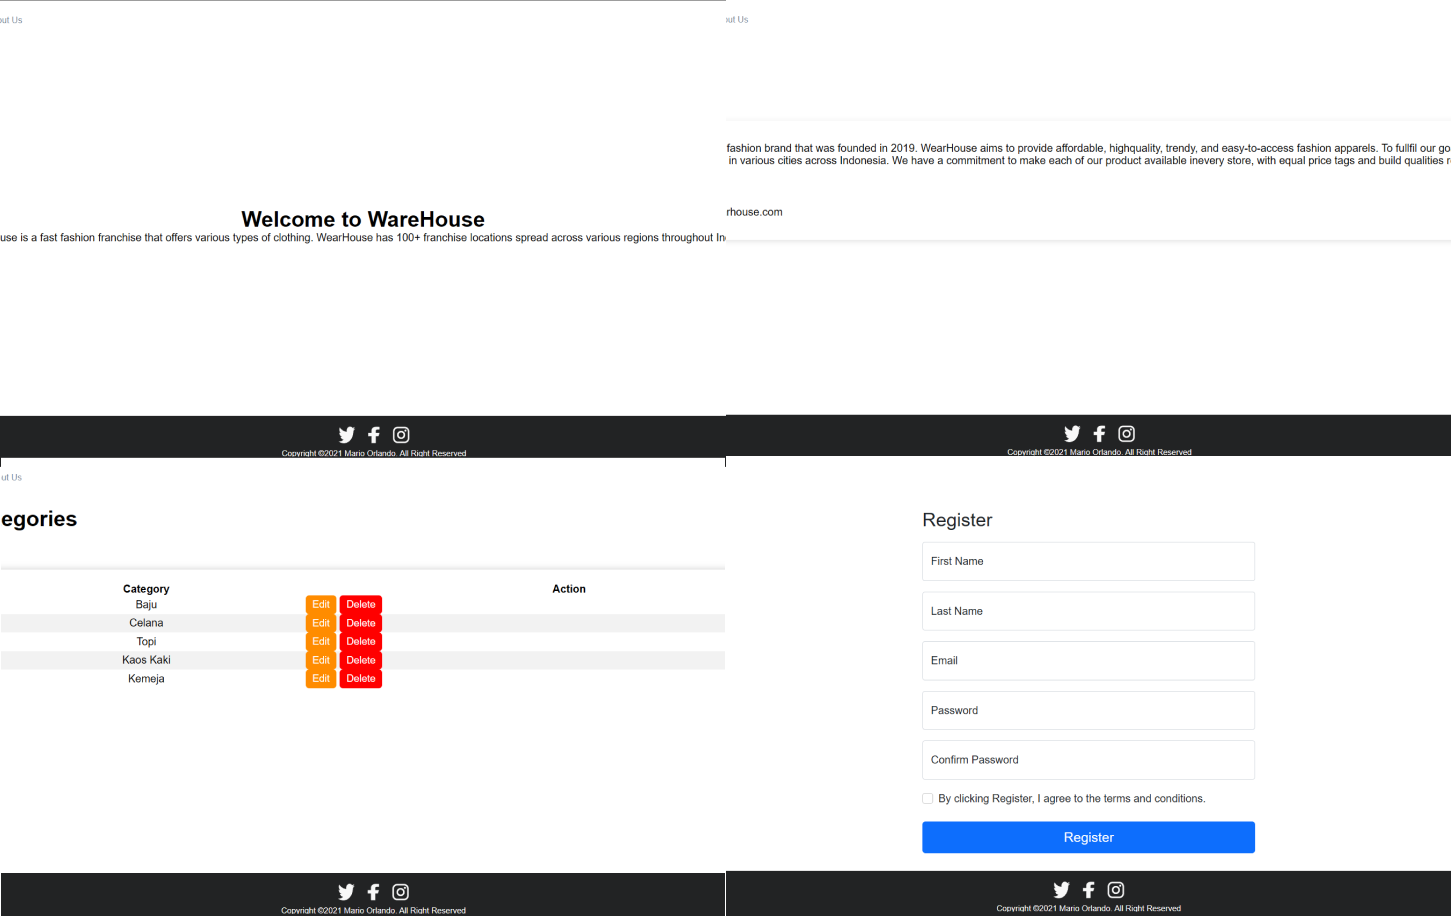 out Us
Welcome to WareHouse
use is a fast fashion franchise that offers various types of clothing. WearHouse has 100+ franchise locations spread across various regions throughout In
Copyright ©2021 Mario Orlando. All Right Reserved
out Us
fashion brand that was founded in 2019. WearHouse aims to provide affordable, highquality, trendy, and easy-to-access fashion apparels. To fullfil our go
in various cities across Indonesia. We have a commitment to make each of our product available inevery store, with equal price tags and build qualities r
rhouse.com
Copyright ©2021 Mario Orlando. All Right Reserved
ut Us
egories
Category Action
Baju Edit Delete
Celana Edit Delete
Topi Edit Delete
Kaos Kaki Edit Delete
Kemeja Edit Delete
Copyright ©2021 Mario Orlando. All Right Reserved
Register
First Name
Last Name
Email
Password
Confirm Password
By clicking Register, I agree to the terms and conditions.
Register
Copyright ©2021 Mario Orlando. All Right Reserved